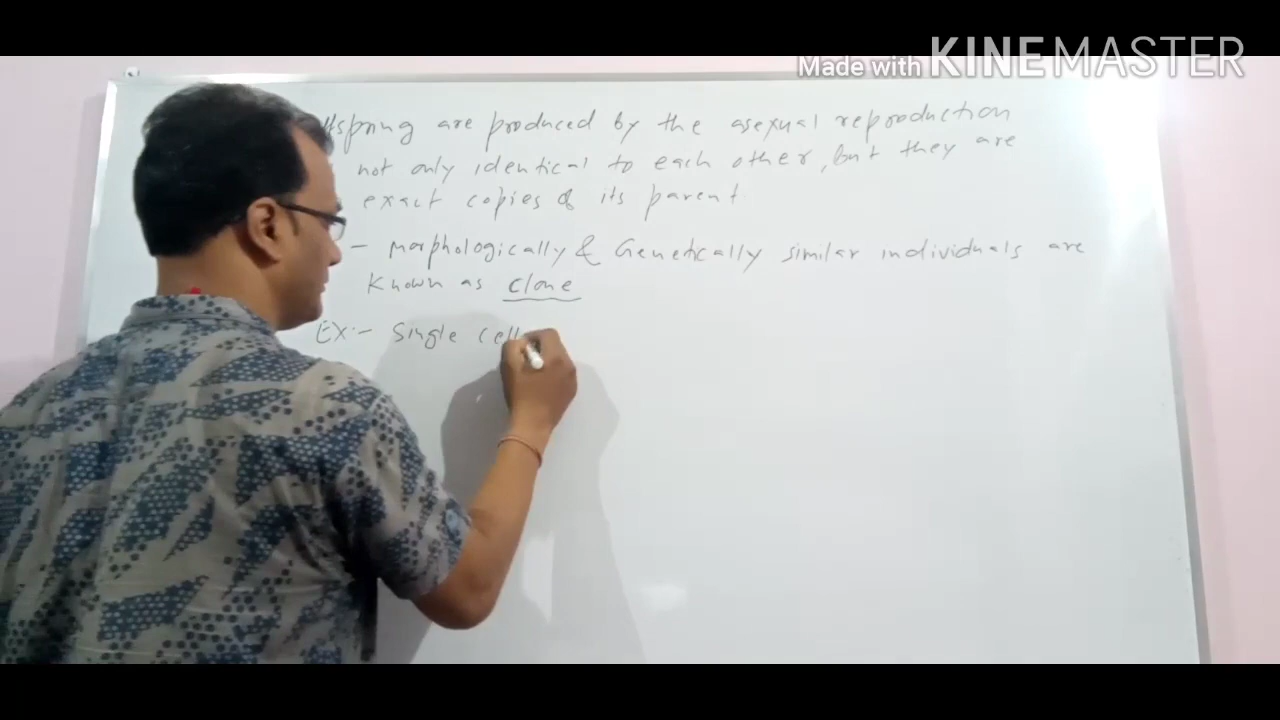 Made with KINEMASTER
ffspring are produced by the asexual reproduction
not only identical to each other, but they are
exact copies of its parent
- Morphologically & Genetically similar individuals are
known as clone
EX:- Single cell